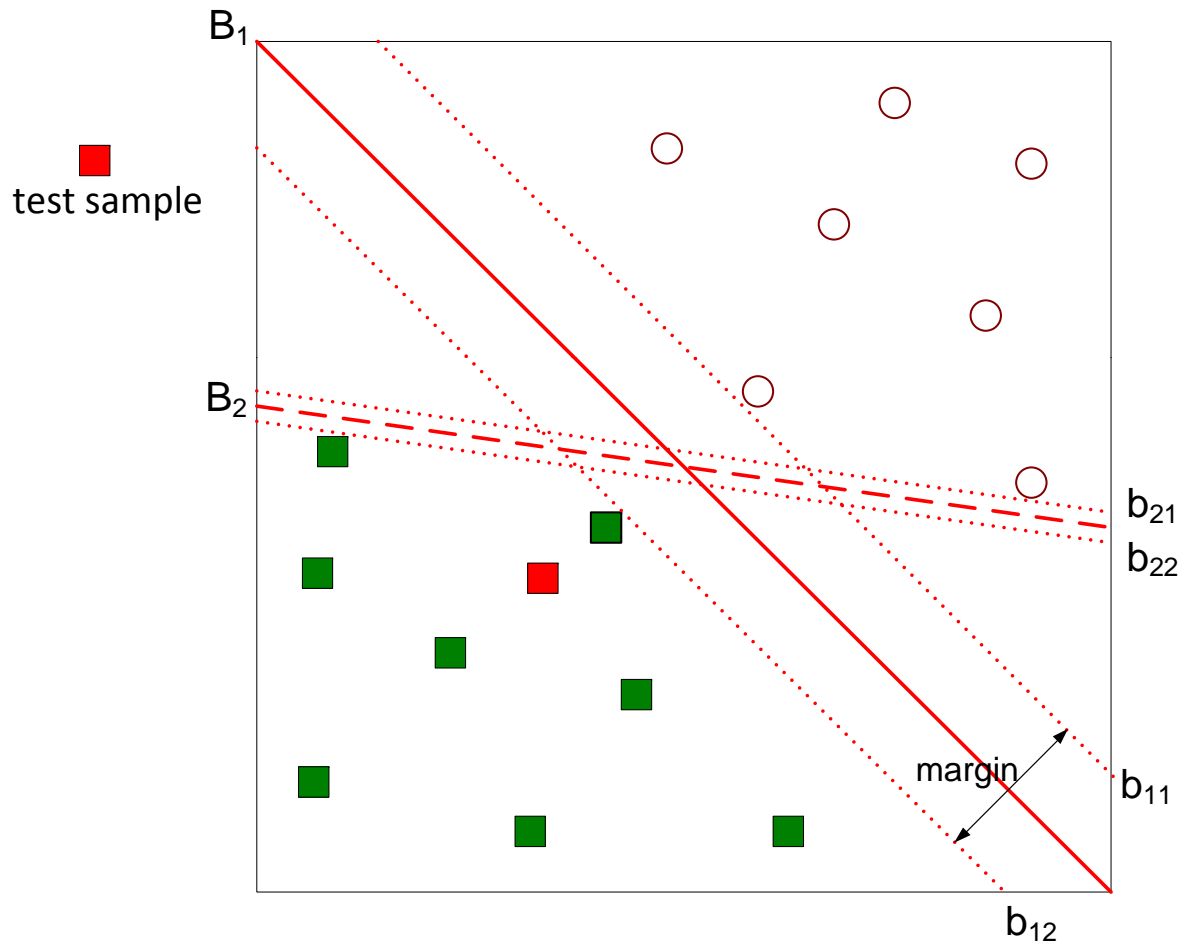 B₁
test sample
B₂
b₂₁
b₂₂
margin
b₁₁
b₁₂